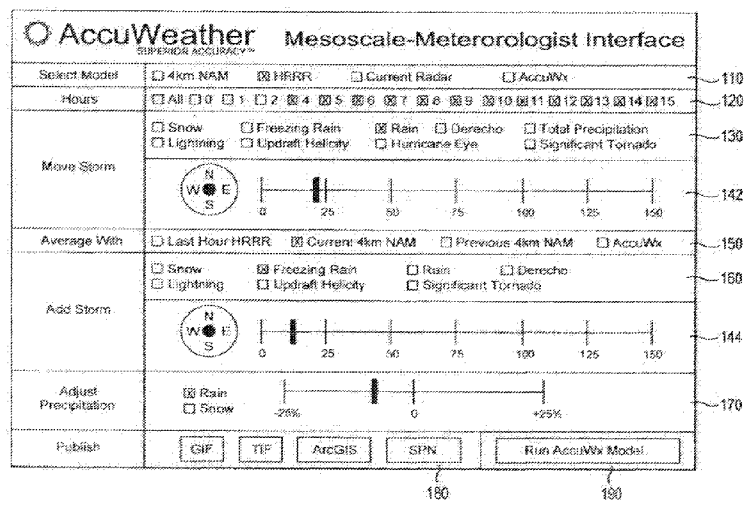 AccuWeather
SUPERIOR ACCURACY™
Mesoscale-Meterorologist Interface
Select Model 4km NAM HRRR Current Radar AccuWx 110
Hours All 0 1 2 4 5 6 7 8 9 10 11 12 13 14 15 120
Snow Freezing Rain Rain Derecho Total Precipitation 130
Lightning Updraft Helicity Hurricane Eye Significant Tornado
Move Storm
N
W E
S
0 25 50 75 100 125 150
142
Average With Last Hour HRRR Current 4km NAM Previous 4km NAM AccuWx 150
Snow Freezing Rain Rain Derecho 160
Lightning Updraft Helicity Significant Tornado
Add Storm
N
W E
S
0 25 50 75 100 125 150
144
Adjust
Precipitation
Rain
Snow
-25% 0 +25%
170
Publish GIF TIF ArcGIS SPN Run AccuWx Model
180 190